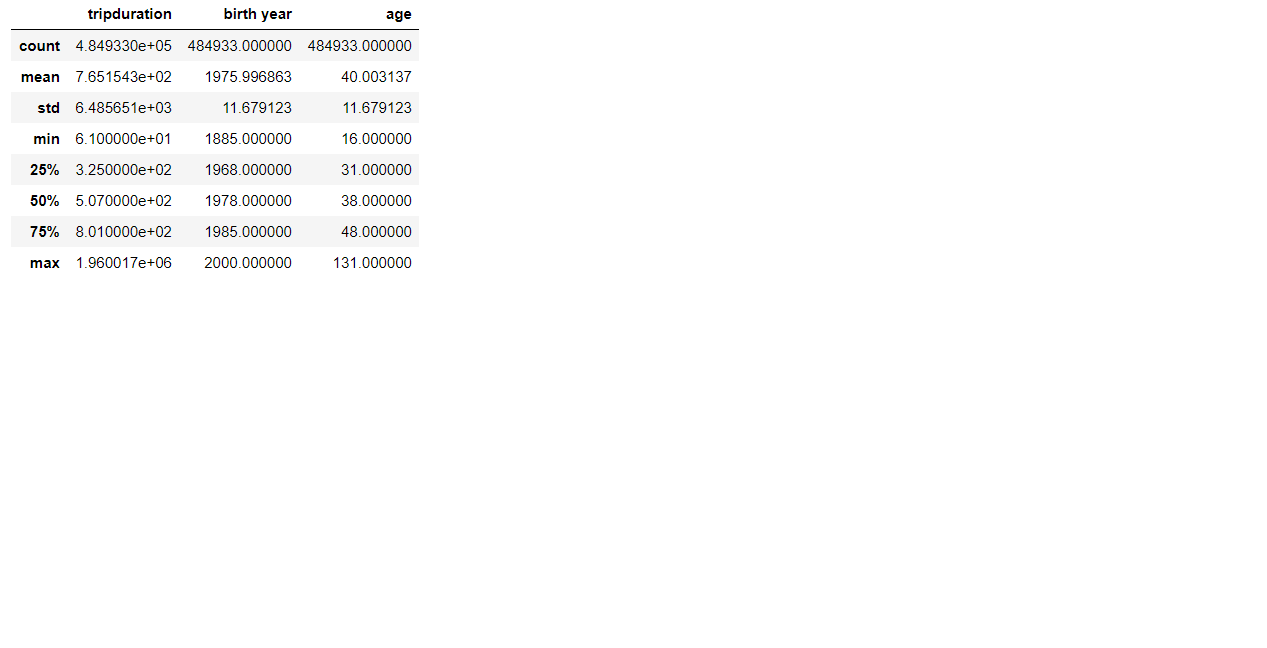 tripduration birth year age
count 4.849330e+05 484933.000000 484933.000000
mean 7.651543e+02 1975.996863 40.003137
std 6.485651e+03 11.679123 11.679123
min 6.100000e+01 1885.000000 16.000000
25% 3.250000e+02 1968.000000 31.000000
50% 5.070000e+02 1978.000000 38.000000
75% 8.010000e+02 1985.000000 48.000000
max 1.960017e+06 2000.000000 131.000000